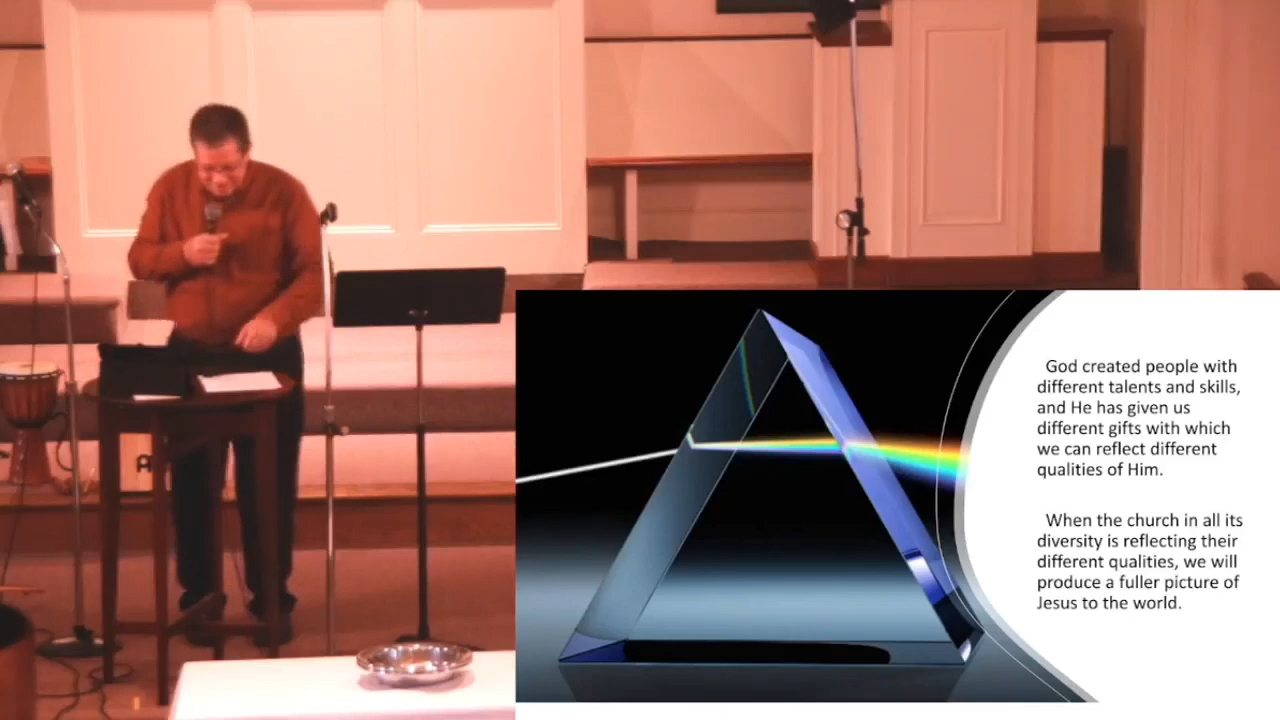 God created people with
different talents and skills,
and He has given us
different gifts with which
we can reflect different
qualities of Him.
When the church in all its
diversity is reflecting their
different qualities, we will
produce a fuller picture of
Jesus to the world.